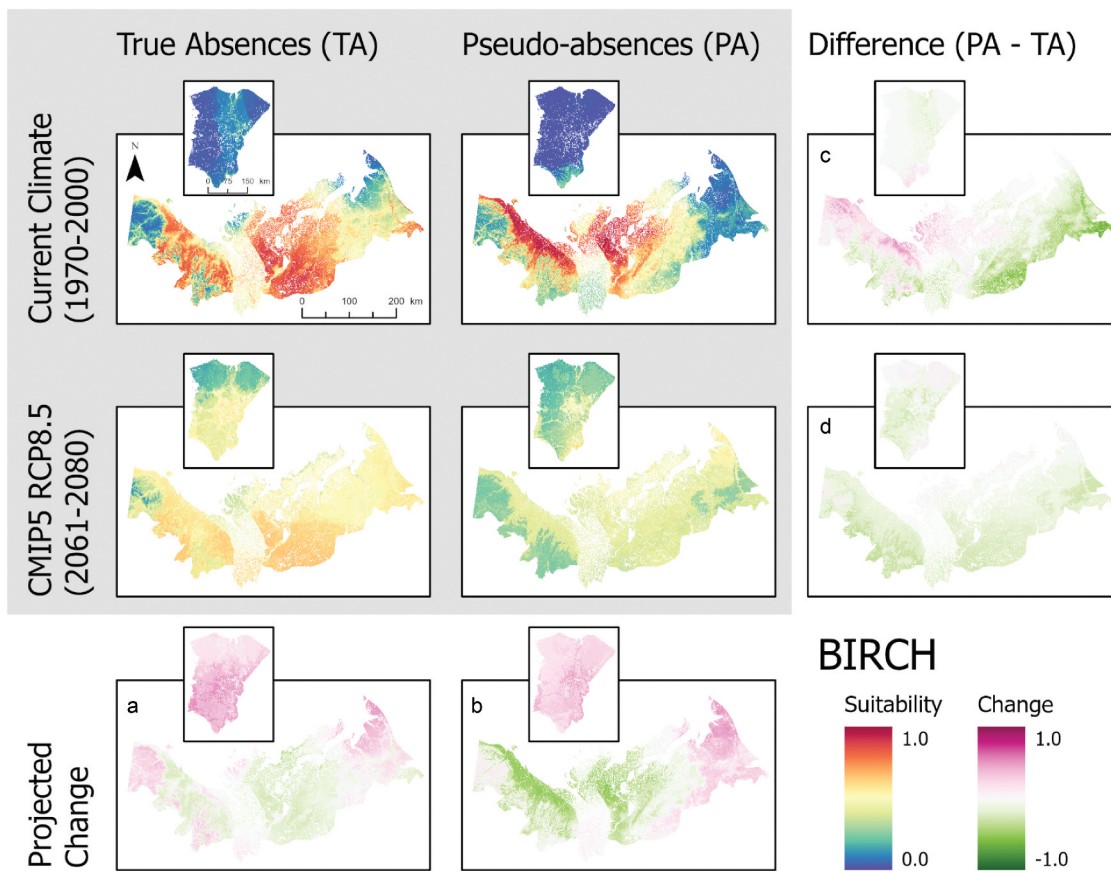 True Absences (TA)
Pseudo-absences (PA)
Difference (PA - TA)
Current Climate
(1970-2000)
N
0 75 150 km
0 100 200 km
c
CMIP5 RCP8.5
(2061-2080)
d
Projected
Change
a
b
BIRCH
Suitability
Change
1.0
0.0
1.0
-1.0